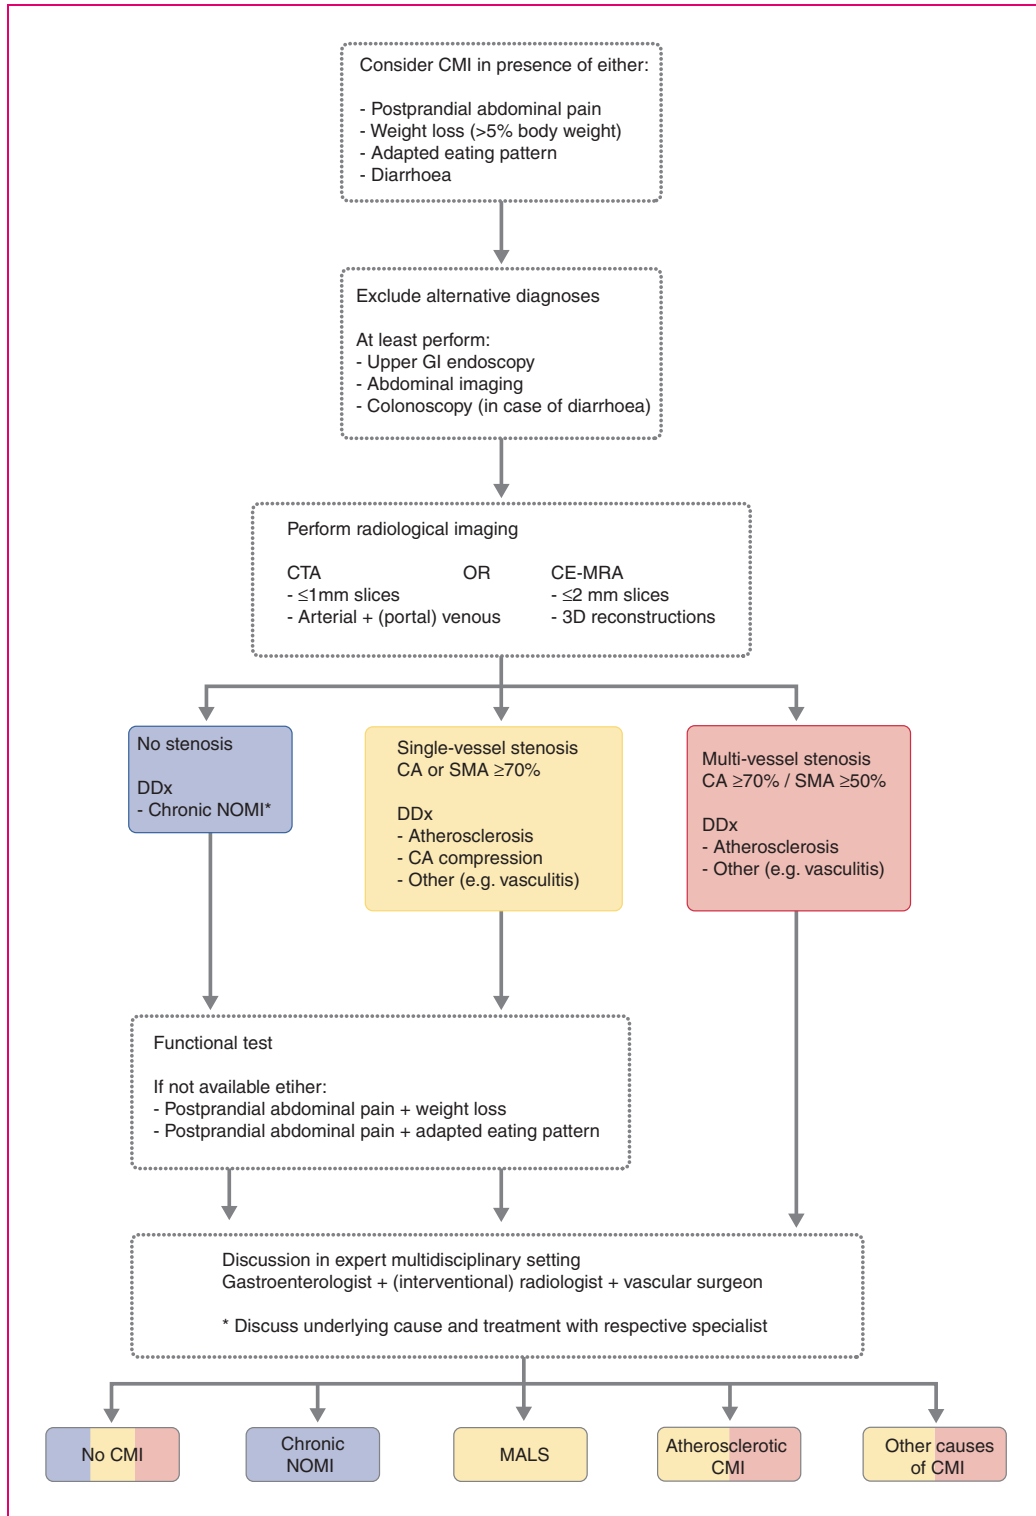 Consider CMI in presence of either:
- Postprandial abdominal pain
- Weight loss (>5% body weight)
- Adapted eating pattern
- Diarrhoea
Exclude alternative diagnoses
At least perform:
- Upper GI endoscopy
- Abdominal imaging
- Colonoscopy (in case of diarrhoea)
Perform radiological imaging
CTA
- ≤1mm slices
- Arterial + (portal) venous
OR
CE-MRA
- ≤2 mm slices
- 3D reconstructions
No stenosis
DDx
- Chronic NOMI*
Single-vessel stenosis
CA or SMA ≥70%
DDx
- Atherosclerosis
- CA compression
- Other (e.g. vasculitis)
Multi-vessel stenosis
CA ≥70% / SMA ≥50%
DDx
- Atherosclerosis
- Other (e.g. vasculitis)
Functional test
If not available etiher:
- Postprandial abdominal pain + weight loss
- Postprandial abdominal pain + adapted eating pattern
Discussion in expert multidisciplinary setting
Gastroenterologist + (interventional) radiologist + vascular surgeon
* Discuss underlying cause and treatment with respective specialist
No CMI
Chronic
NOMI
MALS
Atherosclerotic
CMI
Other causes
of CMI